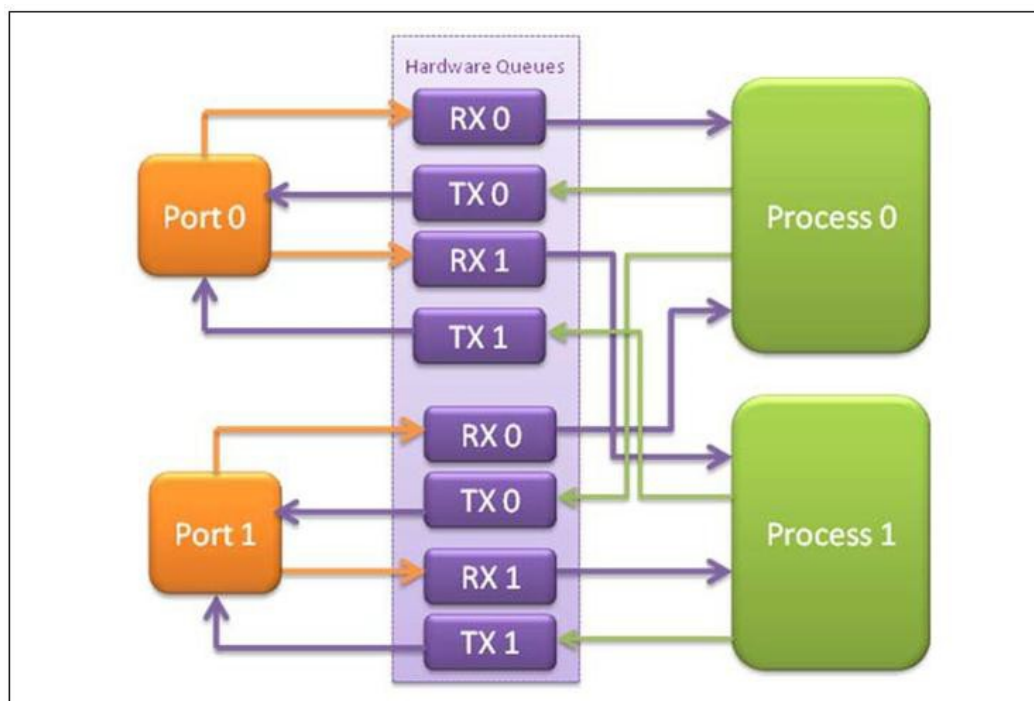 Hardware Queues
RX 0
TX 0
Port 0
Process 0
RX 1
TX 1
RX 0
TX 0
Port 1
Process 1
RX 1
TX 1